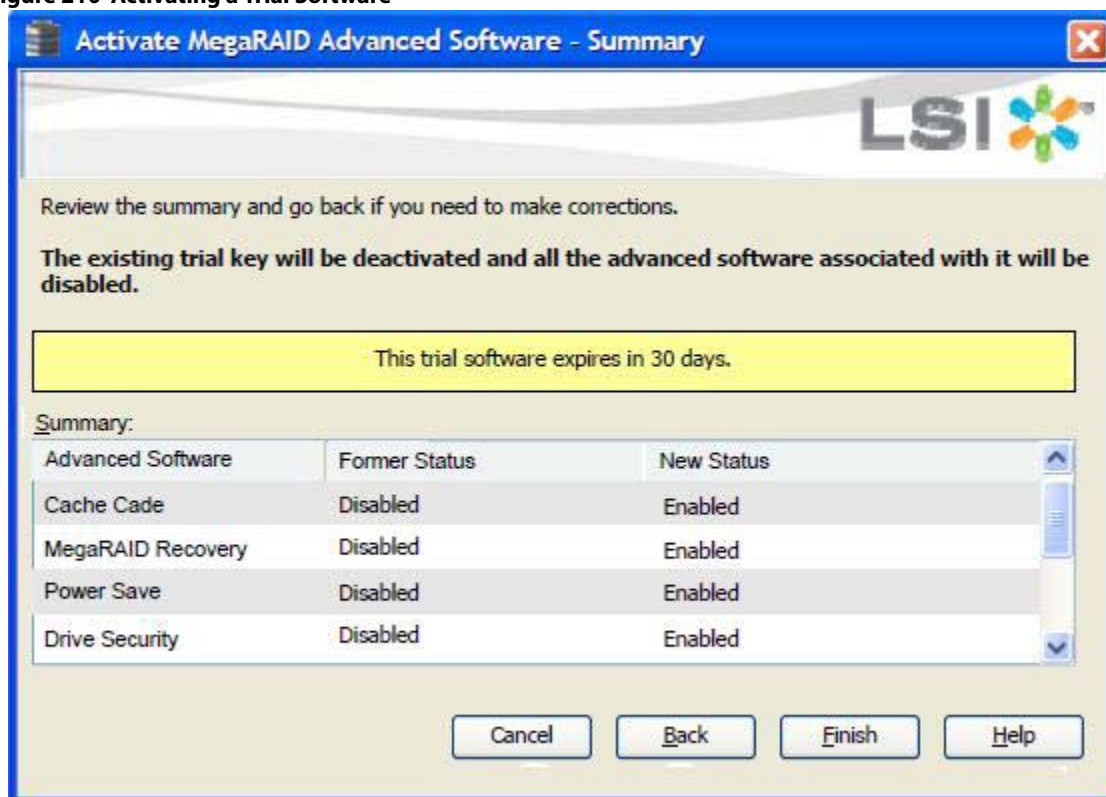 Activating a Trial Software
Activate MegaRAID Advanced Software - Summary
LSI
Review the summary and go back if you need to make corrections.
The existing trial key will be deactivated and all the advanced software associated with it will be
disabled.
This trial software expires in 30 days.
Summary:
Advanced Software Former Status New Status
Cache Cade Disabled Enabled
MegaRAID Recovery Disabled Enabled
Power Save Disabled Enabled
Drive Security Disabled Enabled
Cancel Back Finish Help